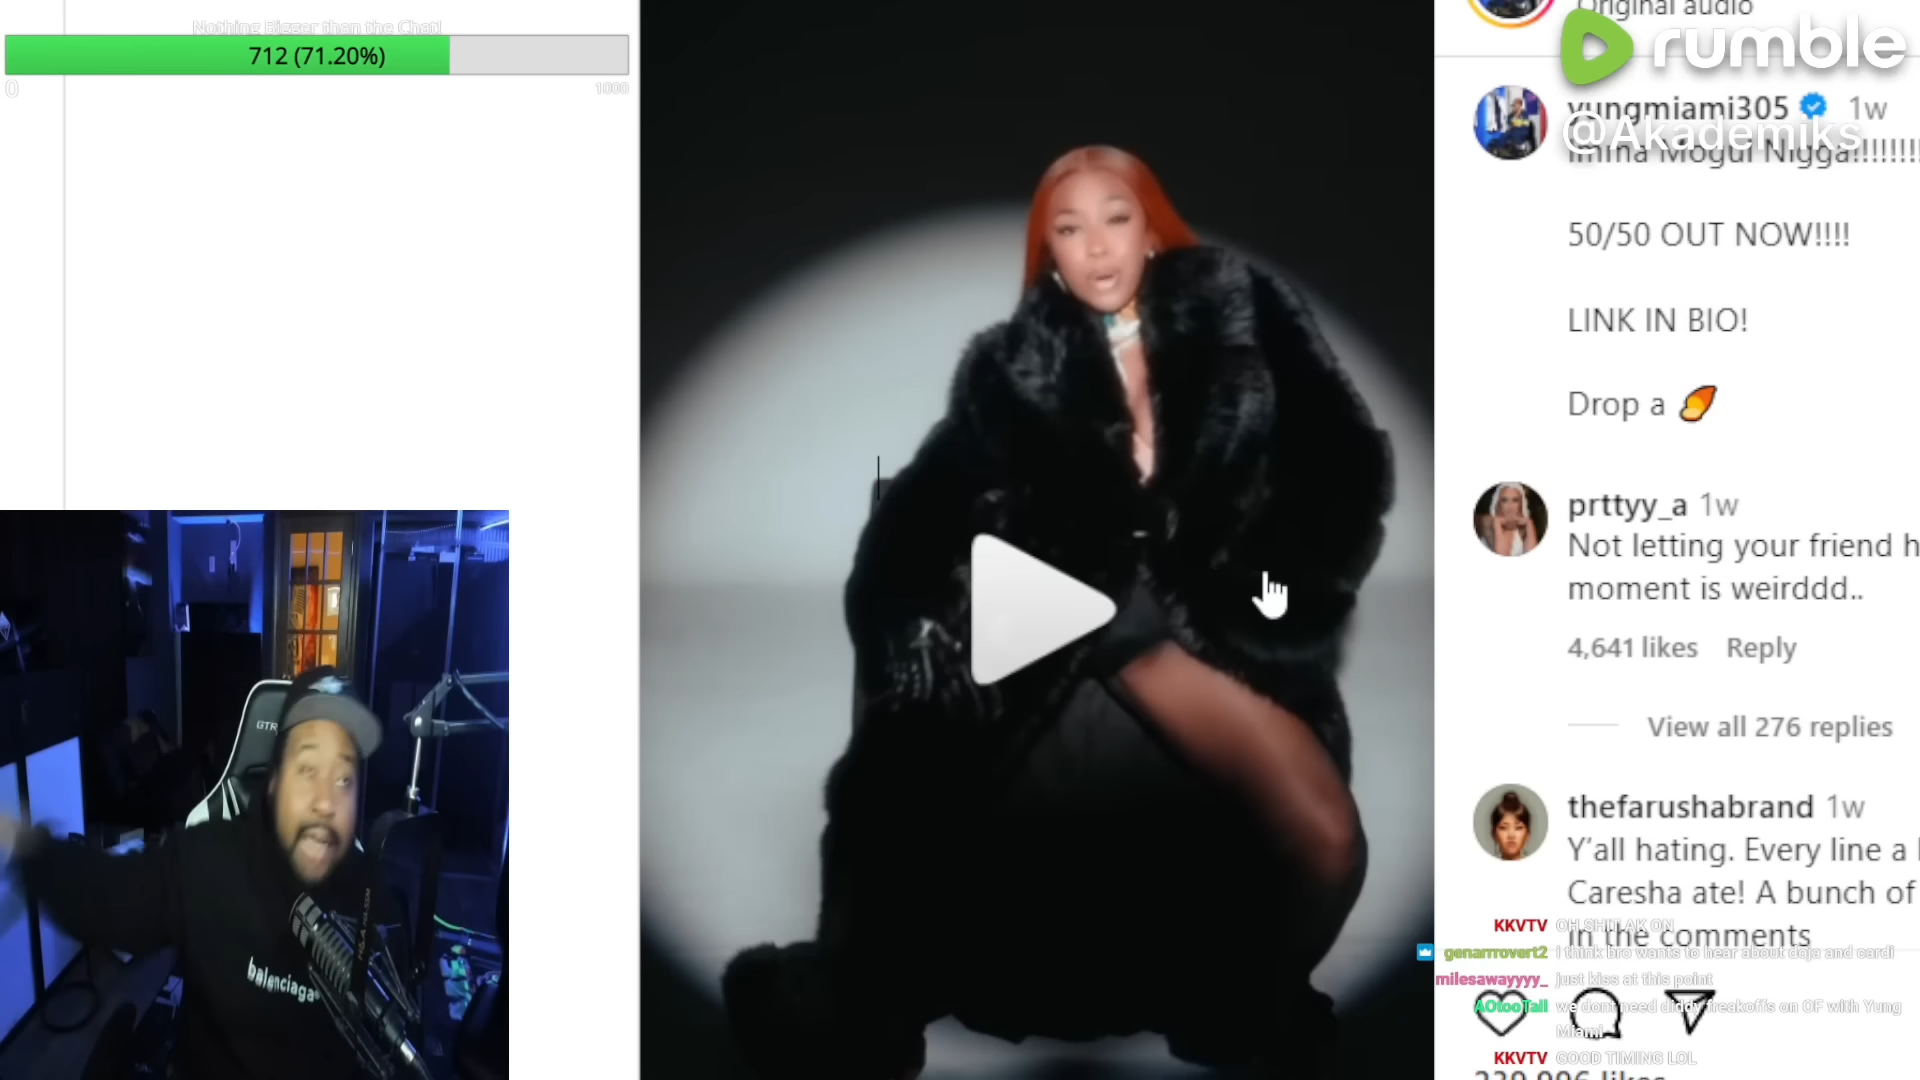 Nothing Bigger than the Chat!
712 (71.20%)
0
1000
Original audio
rumble
yungmiami305 1w
@Akademiks
Imina Mogul Nigga!!!!!!!!
50/50 OUT NOW!!!!
LINK IN BIO!
Drop a
prttyy_a 1w
Not letting your friend h
moment is weirddd..
4,641 likes Reply
View all 276 replies
thefarushabrand 1w
Y'all hating. Every line a
Caresha ate! A bunch of
in the comments
KKVTV OH SHIT AK ON
genarrrovert2 i think bro wants to hear about doja and cardi
milesawayyyy_ just kiss at this point
AOtooTall we dont need diddy freakoffs on OF with Yung
Miami
KKVTV GOOD TIMING LOL
likes
GTR
balenciaga